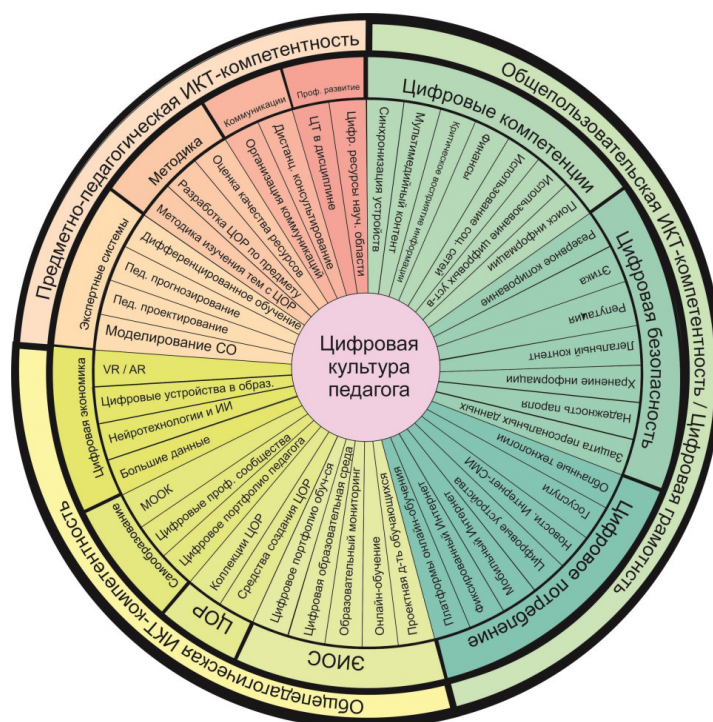 Цифровая
культура
педагога
Общепользовательская ИКТ-компетентность / Цифровая грамотность
Цифровые компетенции
Синхронизация устройств
Мультимедийный контент
Критическое восприятие информации
Финансы
Использование соц. сетей
Использование цифровых уст-в
Поиск информации
Цифровая безопасность
Резервное копирование
Этика
Репутация
Легальный контент
Хранение информации
Надежность пароля
Защита персональных данных
Цифровое потребление
Облачные технологии
Госуслуги
Новости. Интернет-СМИ
Цифровые устройства
Мобильный Интернет
Фиксированный Интернет
Платформы онлайн-обучения
Общепедагогическая ИКТ-компетентность
ЭИОС
Проектная д-ть обучающихся
Онлайн-обучение
Образовательный мониторинг
Цифровая образовательная среда
Цифровое портфолио обуч-ся
ЦОР
Средства создания ЦОР
Коллекции ЦОР
Самообразование
Цифровое портфолио педагога
Цифровые проф. сообщества
МООК
Цифровая экономика
Большие данные
Нейротехнологии и ИИ
Цифровые устройства в образ.
VR / AR
Предметно-педагогическая ИКТ-компетентность
Экспертные системы
Моделирование СО
Пед. проектирование
Пед. прогнозирование
Дифференцированное обучение
Методика
Методика изучения тем с ЦОР
Разработка ЦОР по предмету
Оценка качества ресурсов
Коммуникации
Организация коммуникаций
Дистанц. консультирование
Проф. развитие
ЦТ в дисциплине
Цифр. ресурсы науч. области